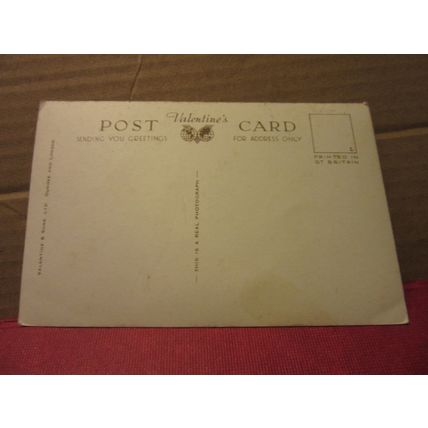 Valentine's
POST CARD
SENDING YOU GREETINGS
FOR ADDRESS ONLY
PRINTED IN
GT BRITAIN
VALENTINE & SONS, LTD. DUNDEE AND LONDON
— THIS IS A REAL PHOTOGRAPH —